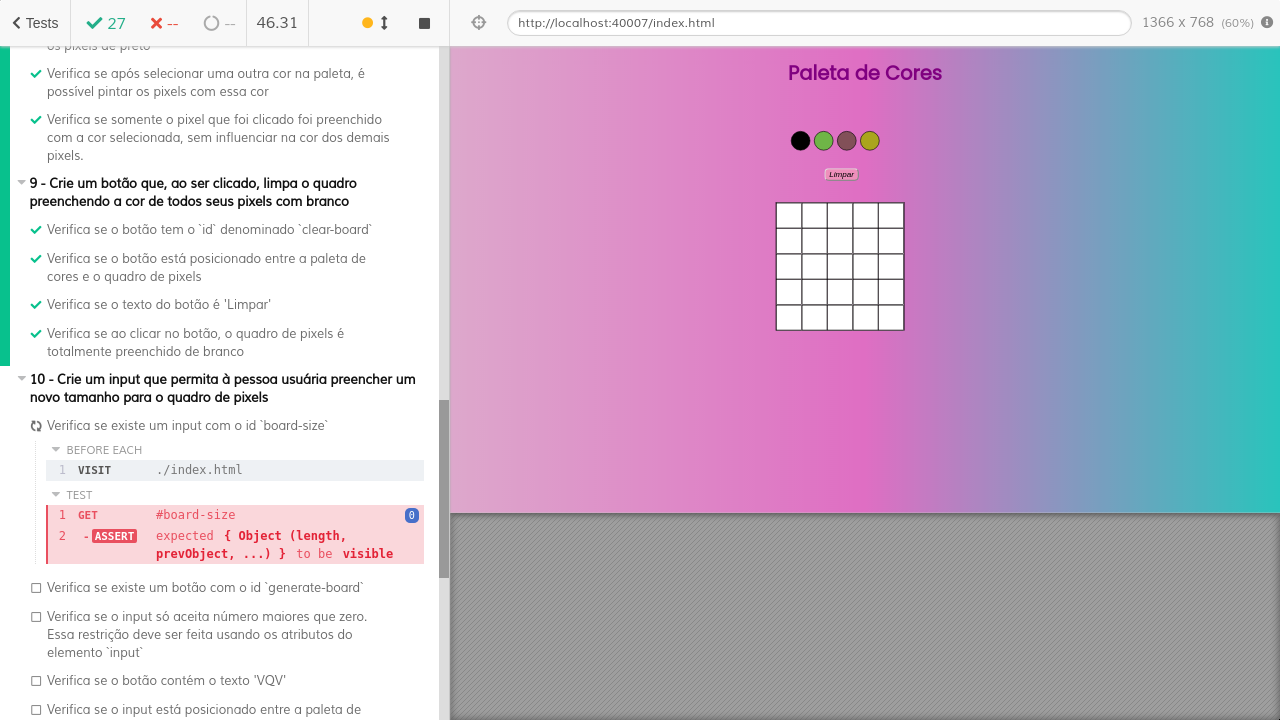 Tests 27 -- -- 46.31 http://localhost:40007/index.html 1366 x 768 (60%)
os pixels de preto
Verifica se após selecionar uma outra cor na paleta, é
possível pintar os pixels com essa cor
Verifica se somente o pixel que foi clicado foi preenchido
com a cor selecionada, sem influenciar na cor dos demais
pixels.
9 - Crie um botão que, ao ser clicado, limpa o quadro
preenchendo a cor de todos seus pixels com branco
Verifica se o botão tem o `id` denominado `clear-board`
Verifica se o botão está posicionado entre a paleta de
cores e o quadro de pixels
Verifica se o texto do botão é 'Limpar'
Verifica se ao clicar no botão, o quadro de pixels é
totalmente preenchido de branco
10 - Crie um input que permita à pessoa usuária preencher um
novo tamanho para o quadro de pixels
Verifica se existe um input com o id `board-size`
BEFORE EACH
1 VISIT ./index.html
TEST
1 GET #board-size 0
2 -ASSERT expected { Object (length,
prevObject, ...) } to be visible
Verifica se existe um botão com o id `generate-board`
Verifica se o input só aceita número maiores que zero.
Essa restrição deve ser feita usando os atributos do
elemento `input`
Verifica se o botão contém o texto 'VQV'
Verifica se o input está posicionado entre a paleta de
Paleta de Cores
Limpar